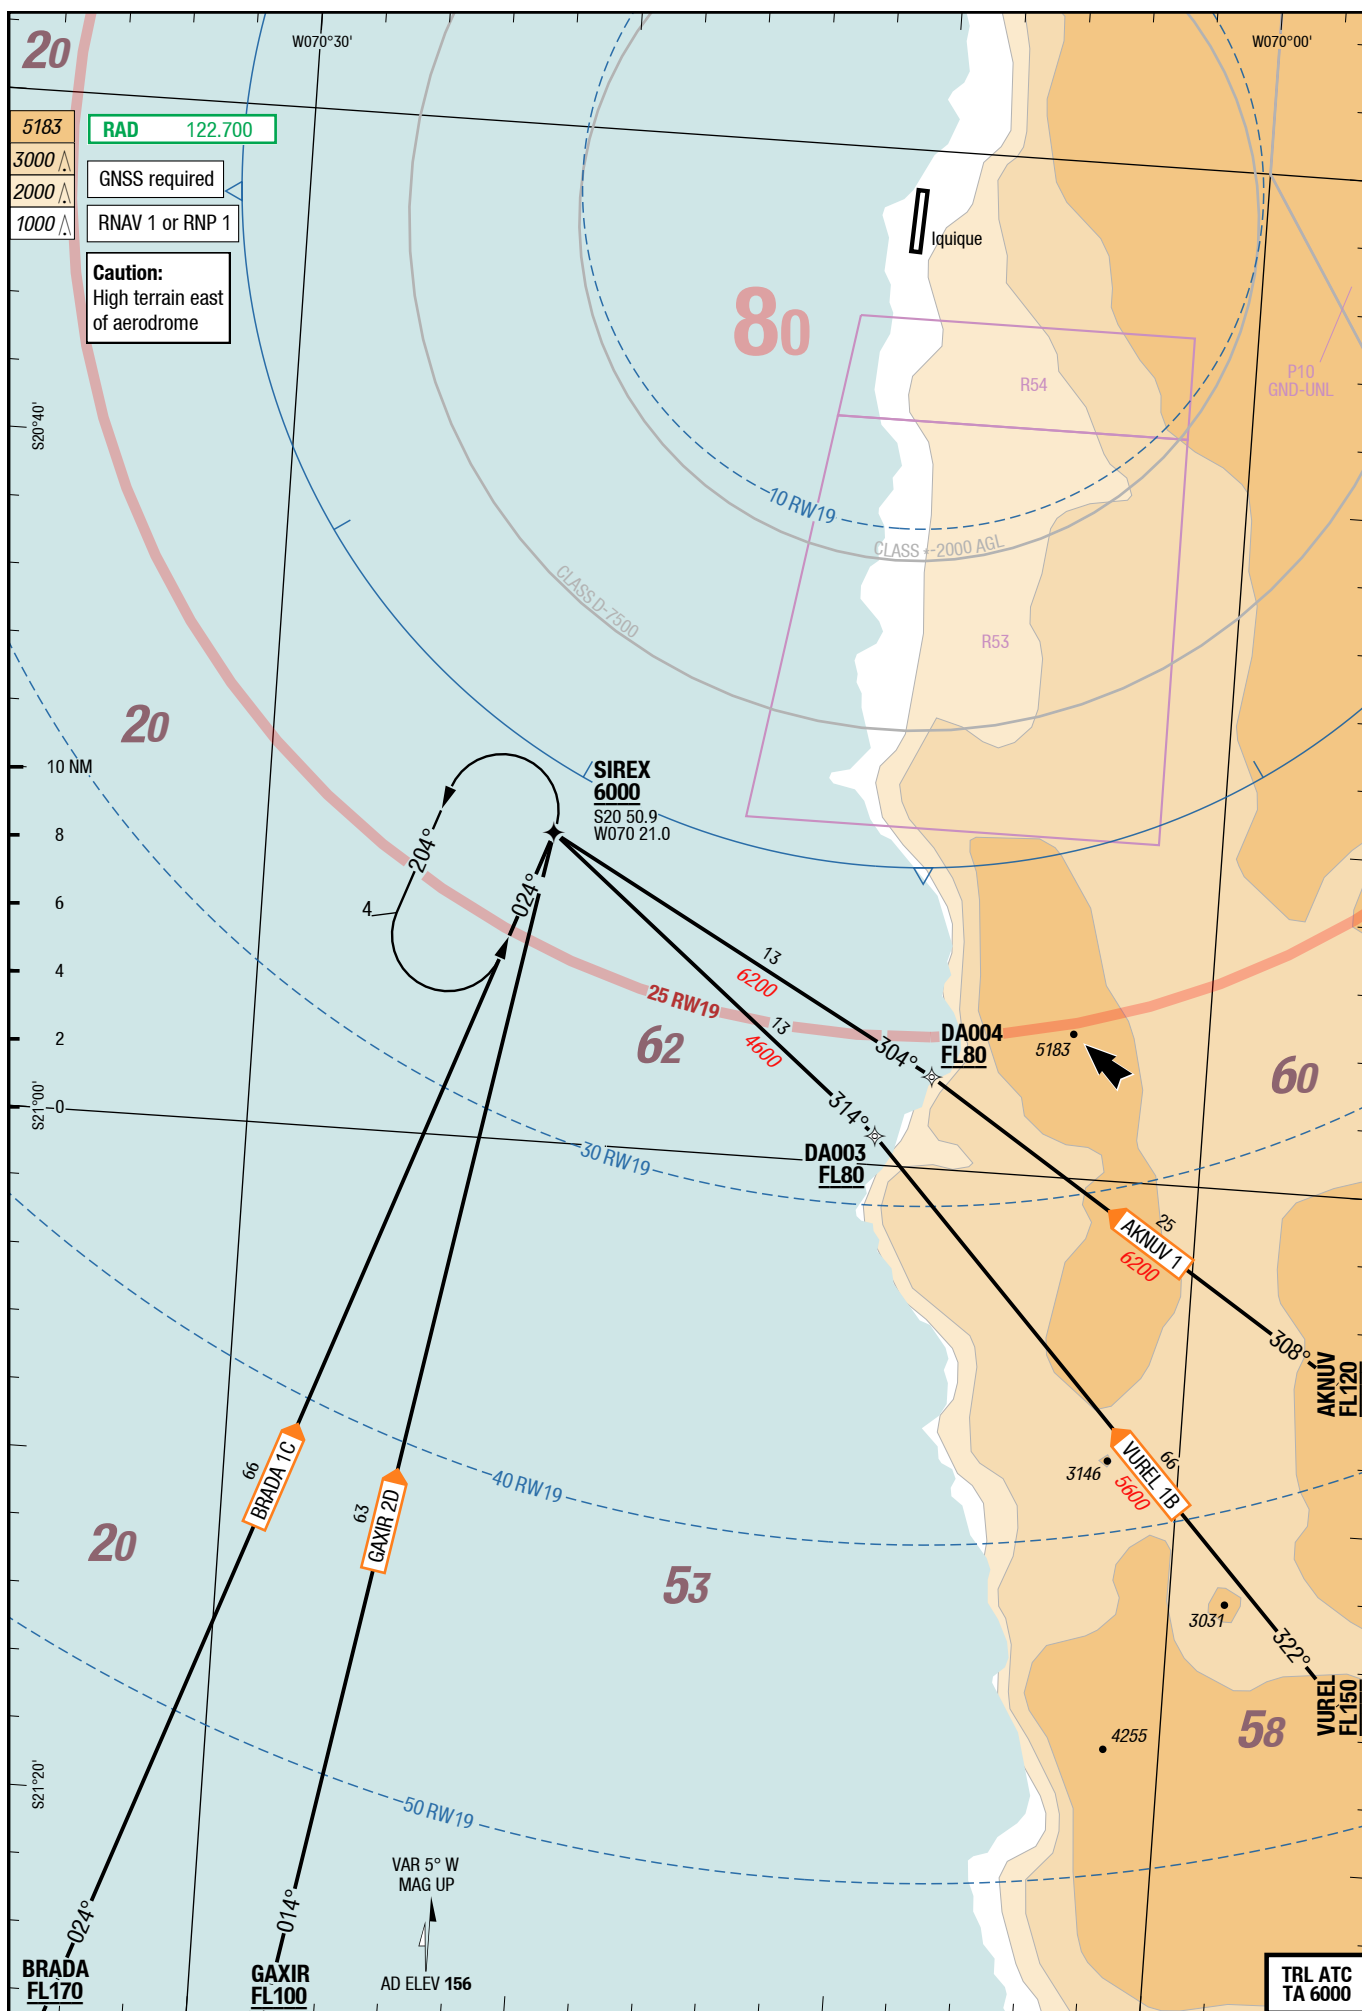 20
W070°30'
W070°00'
5183
3000
2000
1000
RAD 122.700
GNSS required
RNAV 1 or RNP 1
Caution:
High terrain east
of aerodrome
Iquique
80
P10
GND-UNL
R54
S20°40'
10 RW19
CLASS D-7500
R53
20
10 NM
8
6
4
2
0
SIREX
6000
S20 50.9
W070 21.0
204°
024°
4
13
6200
25 RW19
13
4600
62
304°
DA004
FL80
5183
60
314°
DA003
FL80
S21°00'
30 RW19
25
AKNUV 1
6200
308°
AKNUV
FL120
66
BRADA 1C
63
GAXIR 2D
40 RW19
66
VUREL 1B
5600
3146
20
53
3031
322°
VUREL
FL150
58
4255
S21°20'
50 RW19
VAR 5° W
MAG UP
024°
014°
BRADA
FL170
GAXIR
FL100
AD ELEV 156
TRL ATC
TA 6000